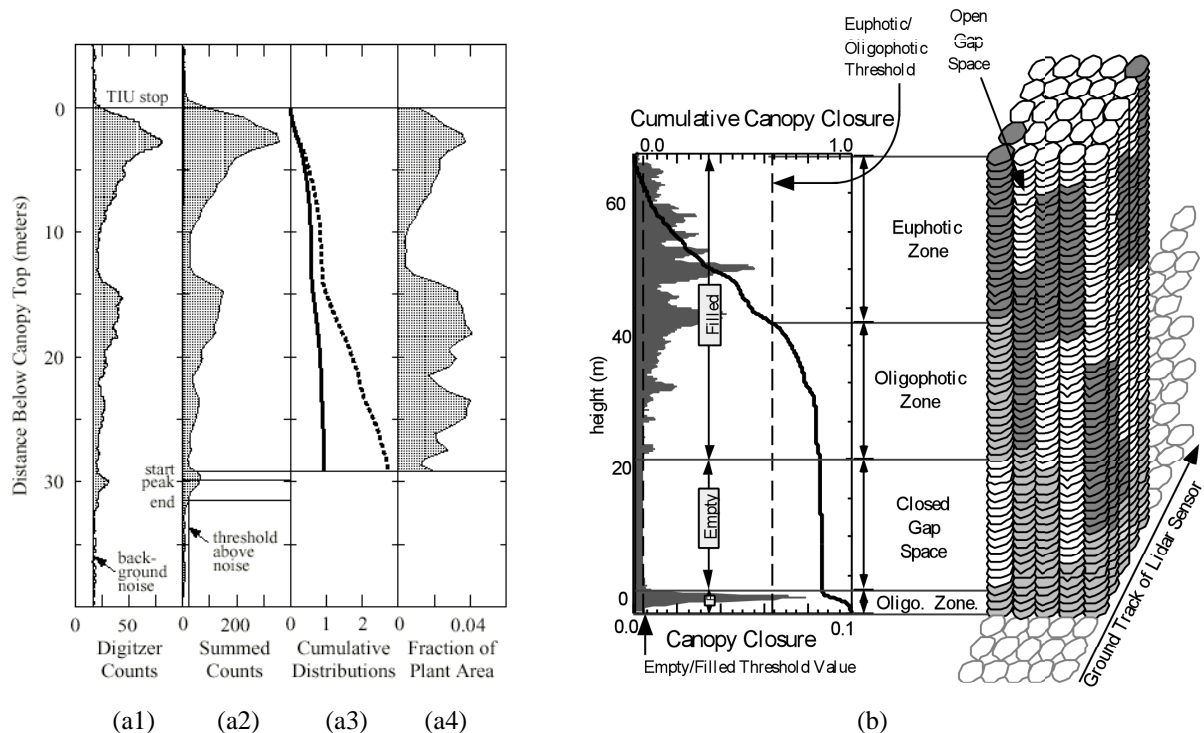 TIU stop
0
10
20
30
Distance Below Canopy Top (meters)
start
peak
end
back-
ground
noise
threshold
above
noise
0 50
0 200
0 1 2
0 0.04
Digitzer
Counts
Summed
Counts
Cumulative
Distributions
Fraction of
Plant Area
(a1)
(a2)
(a3)
(a4)
Euphotic/
Oligophotic
Threshold
Open
Gap
Space
Cumulative Canopy Closure
0.0 1.0
60
40
20
0
height (m)
Filled
Empty
Euphotic
Zone
Oligophotic
Zone
Closed
Gap
Space
Oligo. Zone.
0.0 0.1
Canopy Closure
Empty/Filled Threshold Value
Ground Track of Lidar Sensor
(b)